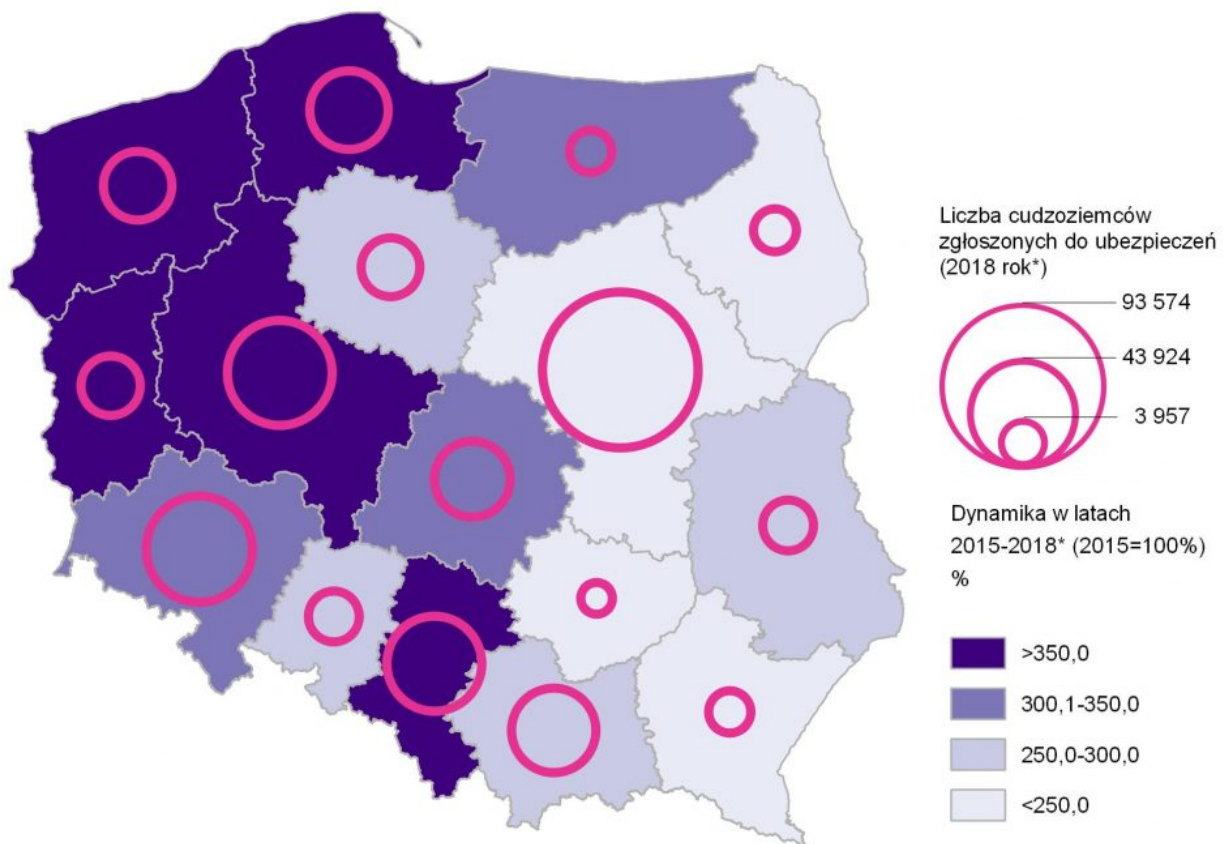 Liczba cudzoziemców
zgłoszonych do ubezpieczeń
(2018 rok*)
93 574
43 924
3 957
Dynamika w latach
2015-2018* (2015=100%)
%
>350,0
300,1-350,0
250,0-300,0
<250,0